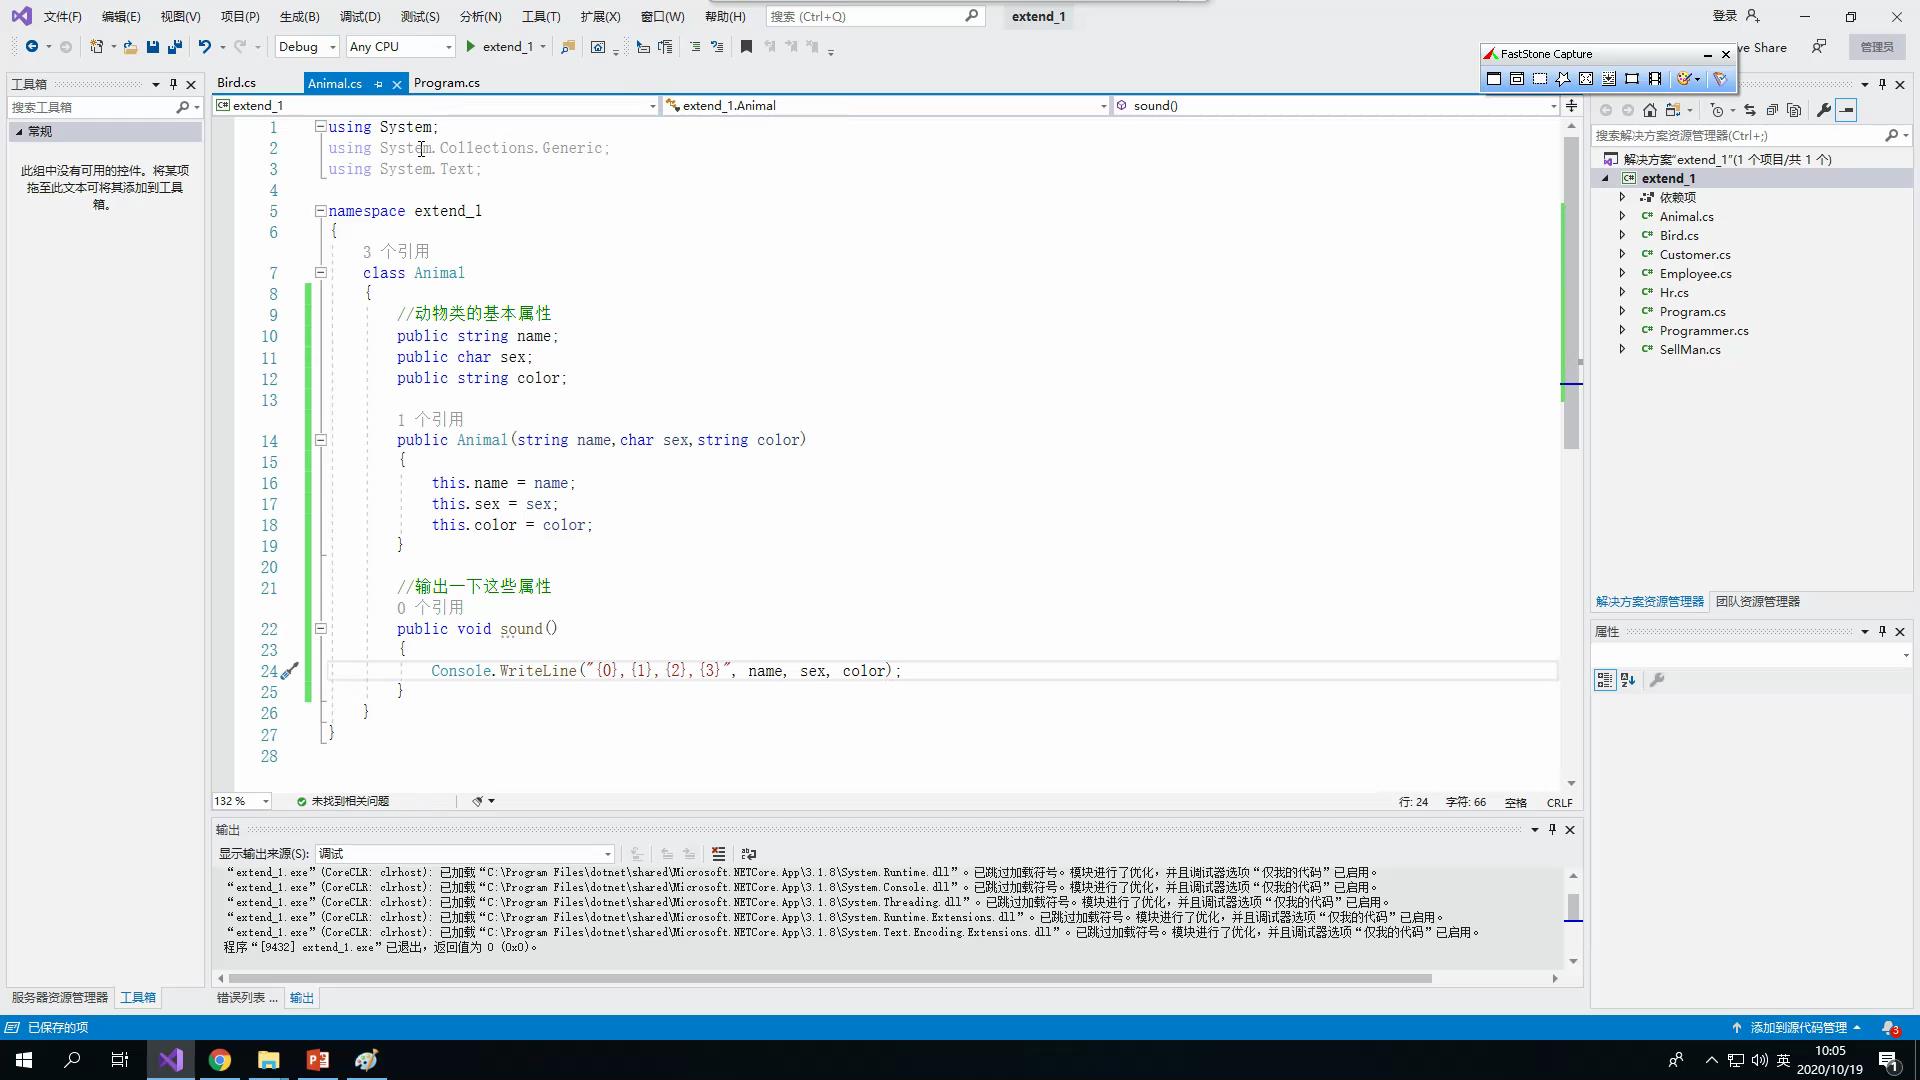 文件(F) 编辑(E) 视图(V) 项目(P) 生成(B) 调试(D) 测试(S) 分析(N) 工具(T) 扩展(X) 窗口(W) 帮助(H) 搜索 (Ctrl+Q) extend_1 登录
Debug Any CPU extend_1 ve Share 管理员
FastStone Capture
工具箱
搜索工具箱
常规
此组中没有可用的控件。将某项
拖至此文本可将其添加到工具
箱。
Bird.cs Animal.cs Program.cs
extend_1 extend_1.Animal sound()
1 using System;
2 using System.Collections.Generic;
3 using System.Text;
4
5 namespace extend_1
6 {
3 个引用
7 class Animal
8 {
9 //动物类的基本属性
10 public string name;
11 public char sex;
12 public string color;
13
1 个引用
14 public Animal(string name,char sex,string color)
15 {
16 this.name = name;
17 this.sex = sex;
18 this.color = color;
19 }
20
21 //输出一下这些属性
0 个引用
22 public void sound()
23 {
24 Console.WriteLine("{0},{1},{2},{3}", name, sex, color);
25 }
26 }
27 }
28
132 % 未找到相关问题 行: 24 字符: 66 空格 CRLF
输出
显示输出来源(S): 调试
“extend_1.exe”(CoreCLR: clrhost): 已加载“C:\Program Files\dotnet\shared\Microsoft.NETCore.App\3.1.8\System.Runtime.dll”。已跳过加载符号。模块进行了优化，并且调试器选项“仅我的代码”已启用。
“extend_1.exe”(CoreCLR: clrhost): 已加载“C:\Program Files\dotnet\shared\Microsoft.NETCore.App\3.1.8\System.Console.dll”。已跳过加载符号。模块进行了优化，并且调试器选项“仅我的代码”已启用。
“extend_1.exe”(CoreCLR: clrhost): 已加载“C:\Program Files\dotnet\shared\Microsoft.NETCore.App\3.1.8\System.Threading.dll”。已跳过加载符号。模块进行了优化，并且调试器选项“仅我的代码”已启用。
“extend_1.exe”(CoreCLR: clrhost): 已加载“C:\Program Files\dotnet\shared\Microsoft.NETCore.App\3.1.8\System.Runtime.Extensions.dll”。已跳过加载符号。模块进行了优化，并且调试器选项“仅我的代码”已启用。
“extend_1.exe”(CoreCLR: clrhost): 已加载“C:\Program Files\dotnet\shared\Microsoft.NETCore.App\3.1.8\System.Text.Encoding.Extensions.dll”。已跳过加载符号。模块进行了优化，并且调试器选项“仅我的代码”已启用。
程序“[9432] extend_1.exe”已退出，返回值为 0 (0x0)。
服务器资源管理器 工具箱 错误列表 ... 输出
搜索解决方案资源管理器(Ctrl+;)
解决方案“extend_1”(1 个项目/共 1 个)
extend_1
依赖项
Animal.cs
Bird.cs
Customer.cs
Employee.cs
Hr.cs
Program.cs
Programmer.cs
SellMan.cs
解决方案资源管理器 团队资源管理器
属性
已保存的项 添加到源代码管理 3
英 10:05
2020/10/19 1